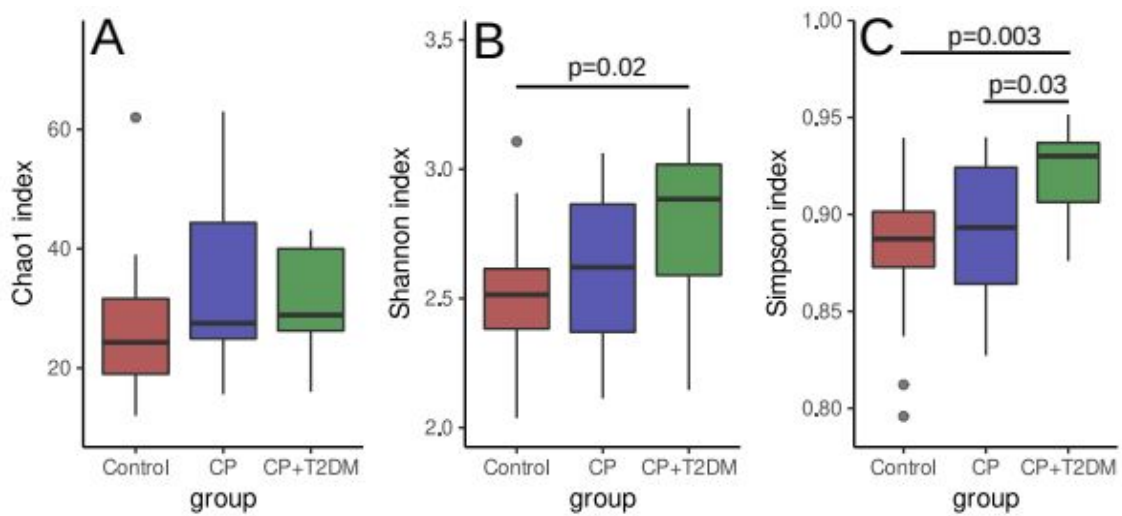 A
Chao1 index
60
40
20
Control CP CP+T2DM
group
B
Shannon index
3.5
3.0
2.5
2.0
p=0.02
Control CP CP+T2DM
group
C
Simpson index
1.00
0.95
0.90
0.85
0.80
p=0.003
p=0.03
Control CP CP+T2DM
group